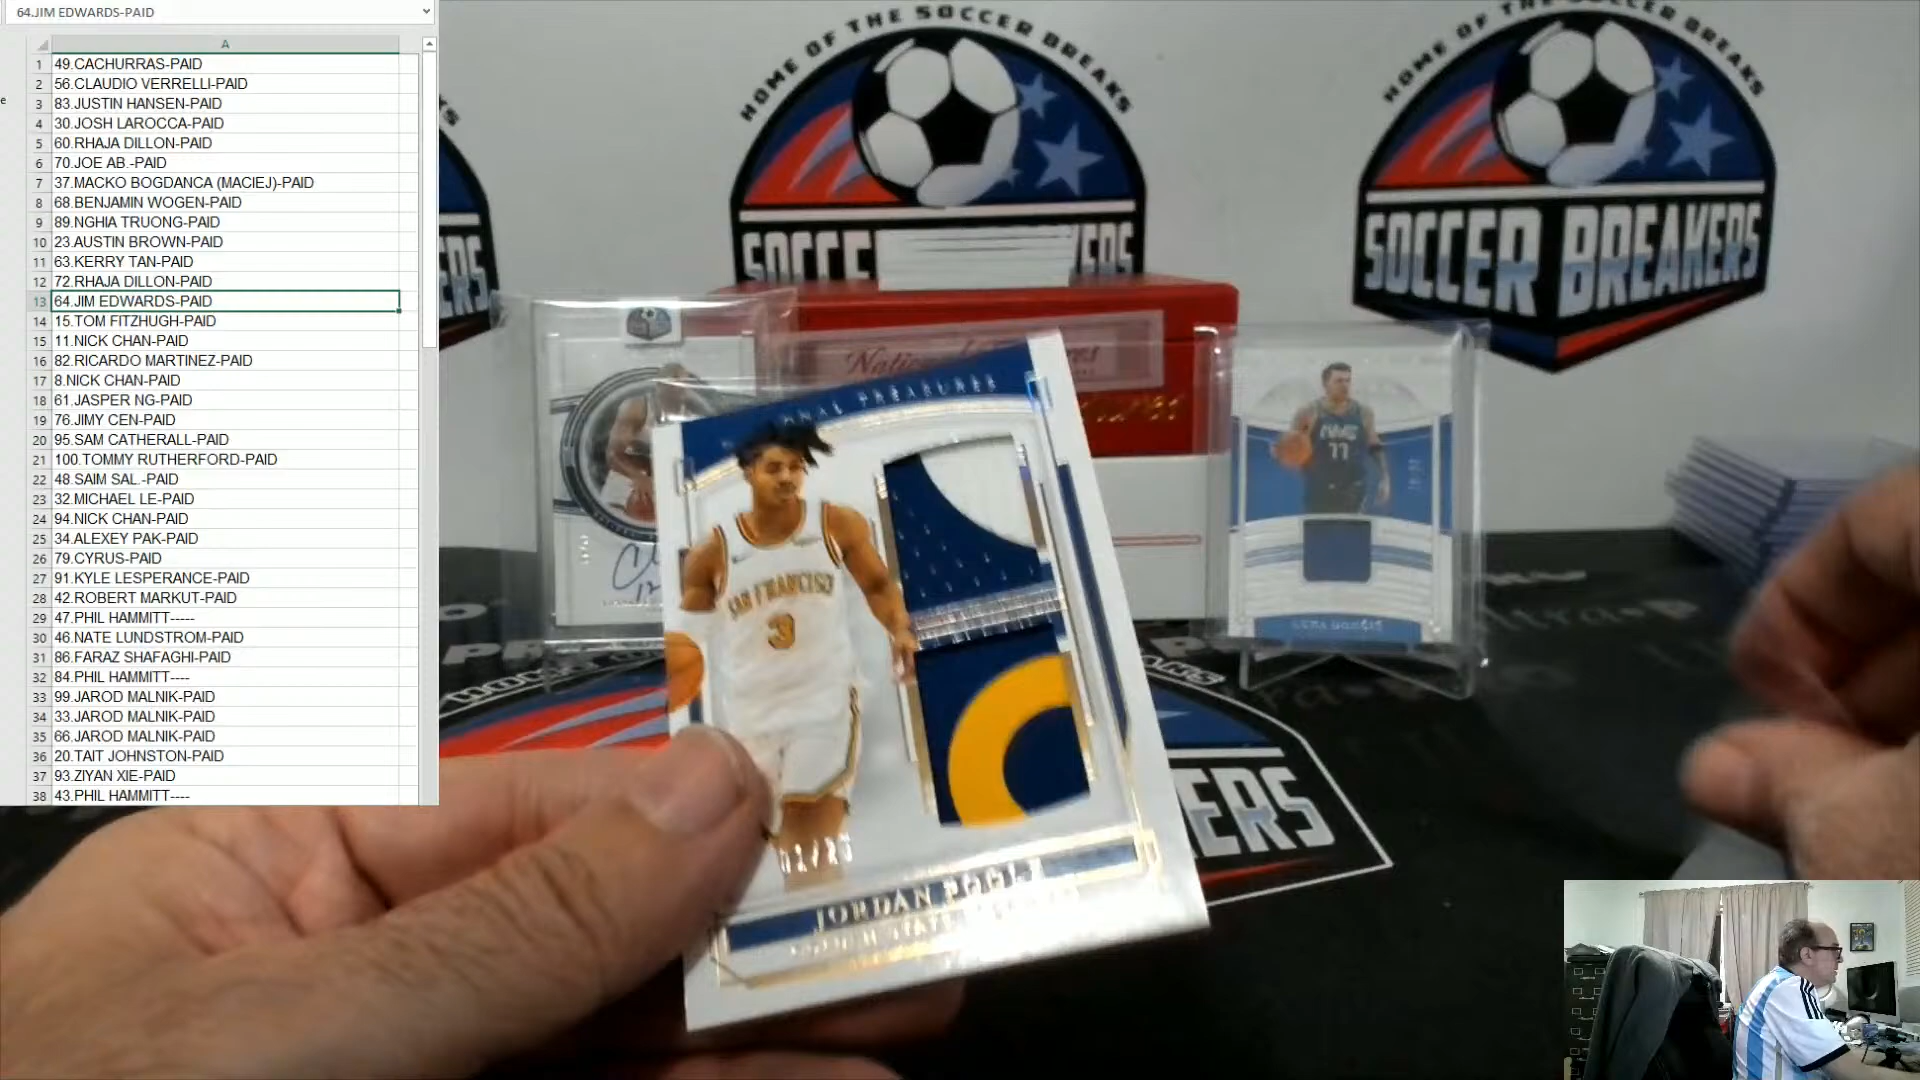 64.JIM EDWARDS-PAID
A
1 49.CACHURRAS-PAID
2 56.CLAUDIO VERRELLI-PAID
3 83.JUSTIN HANSEN-PAID
4 30.JOSH LAROCCA-PAID
5 60.RHAJA DILLON-PAID
6 70.JOE AB.-PAID
7 37.MACKO BOGDANCA (MACIEJ)-PAID
8 68.BENJAMIN WOGEN-PAID
9 89.NGHIA TRUONG-PAID
10 23.AUSTIN BROWN-PAID
11 63.KERRY TAN-PAID
12 72.RHAJA DILLON-PAID
13 64.JIM EDWARDS-PAID
14 15.TOM FITZHUGH-PAID
15 11.NICK CHAN-PAID
16 82.RICARDO MARTINEZ-PAID
17 8.NICK CHAN-PAID
18 61.JASPER NG-PAID
19 76.JIMY CEN-PAID
20 95.SAM CATHERALL-PAID
21 100.TOMMY RUTHERFORD-PAID
22 48.SAIM SAL.-PAID
23 32.MICHAEL LE-PAID
24 94.NICK CHAN-PAID
25 34.ALEXEY PAK-PAID
26 79.CYRUS-PAID
27 91.KYLE LESPERANCE-PAID
28 42.ROBERT MARKUT-PAID
29 47.PHIL HAMMITT-----
30 46.NATE LUNDSTROM-PAID
31 86.FARAZ SHAFAGHI-PAID
32 84.PHIL HAMMITT----
33 99.JAROD MALNIK-PAID
34 33.JAROD MALNIK-PAID
35 66.JAROD MALNIK-PAID
36 20.TAIT JOHNSTON-PAID
37 93.ZIYAN XIE-PAID
38 43.PHIL HAMMITT----
HOME OF THE SOCCER BREAKS
HOME OF THE SOCCER BREAKS
SOCCER BREAKERS
TREASURES
SAN FRANCISCO
3
JORDAN POOLE
77
LUKA DONČIĆ
ERS